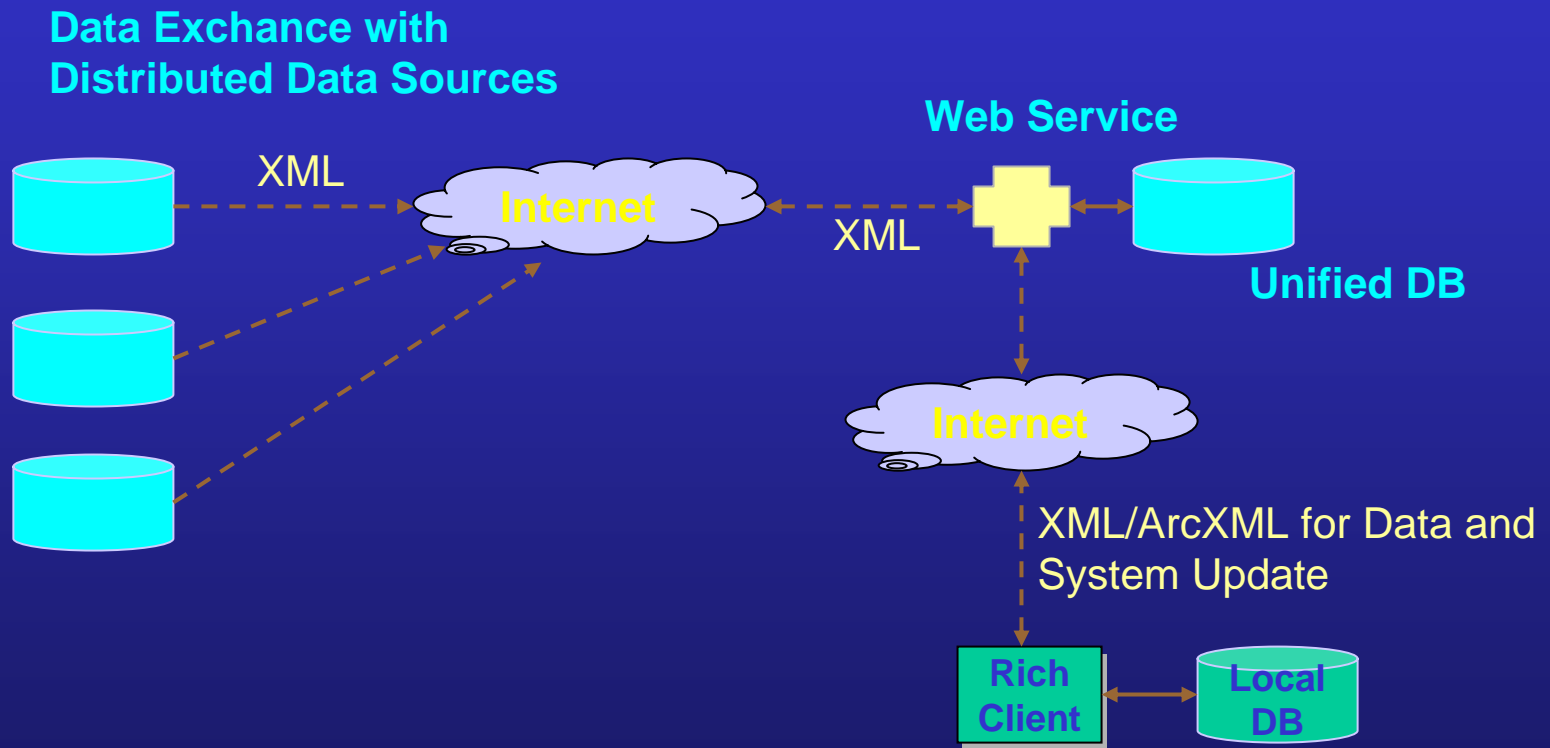 Data Exchance with
Distributed Data Sources
Web Service
XML
Internet
XML
Unified DB
Internet
XML/ArcXML for Data and
System Update
Rich
Client
Local
DB